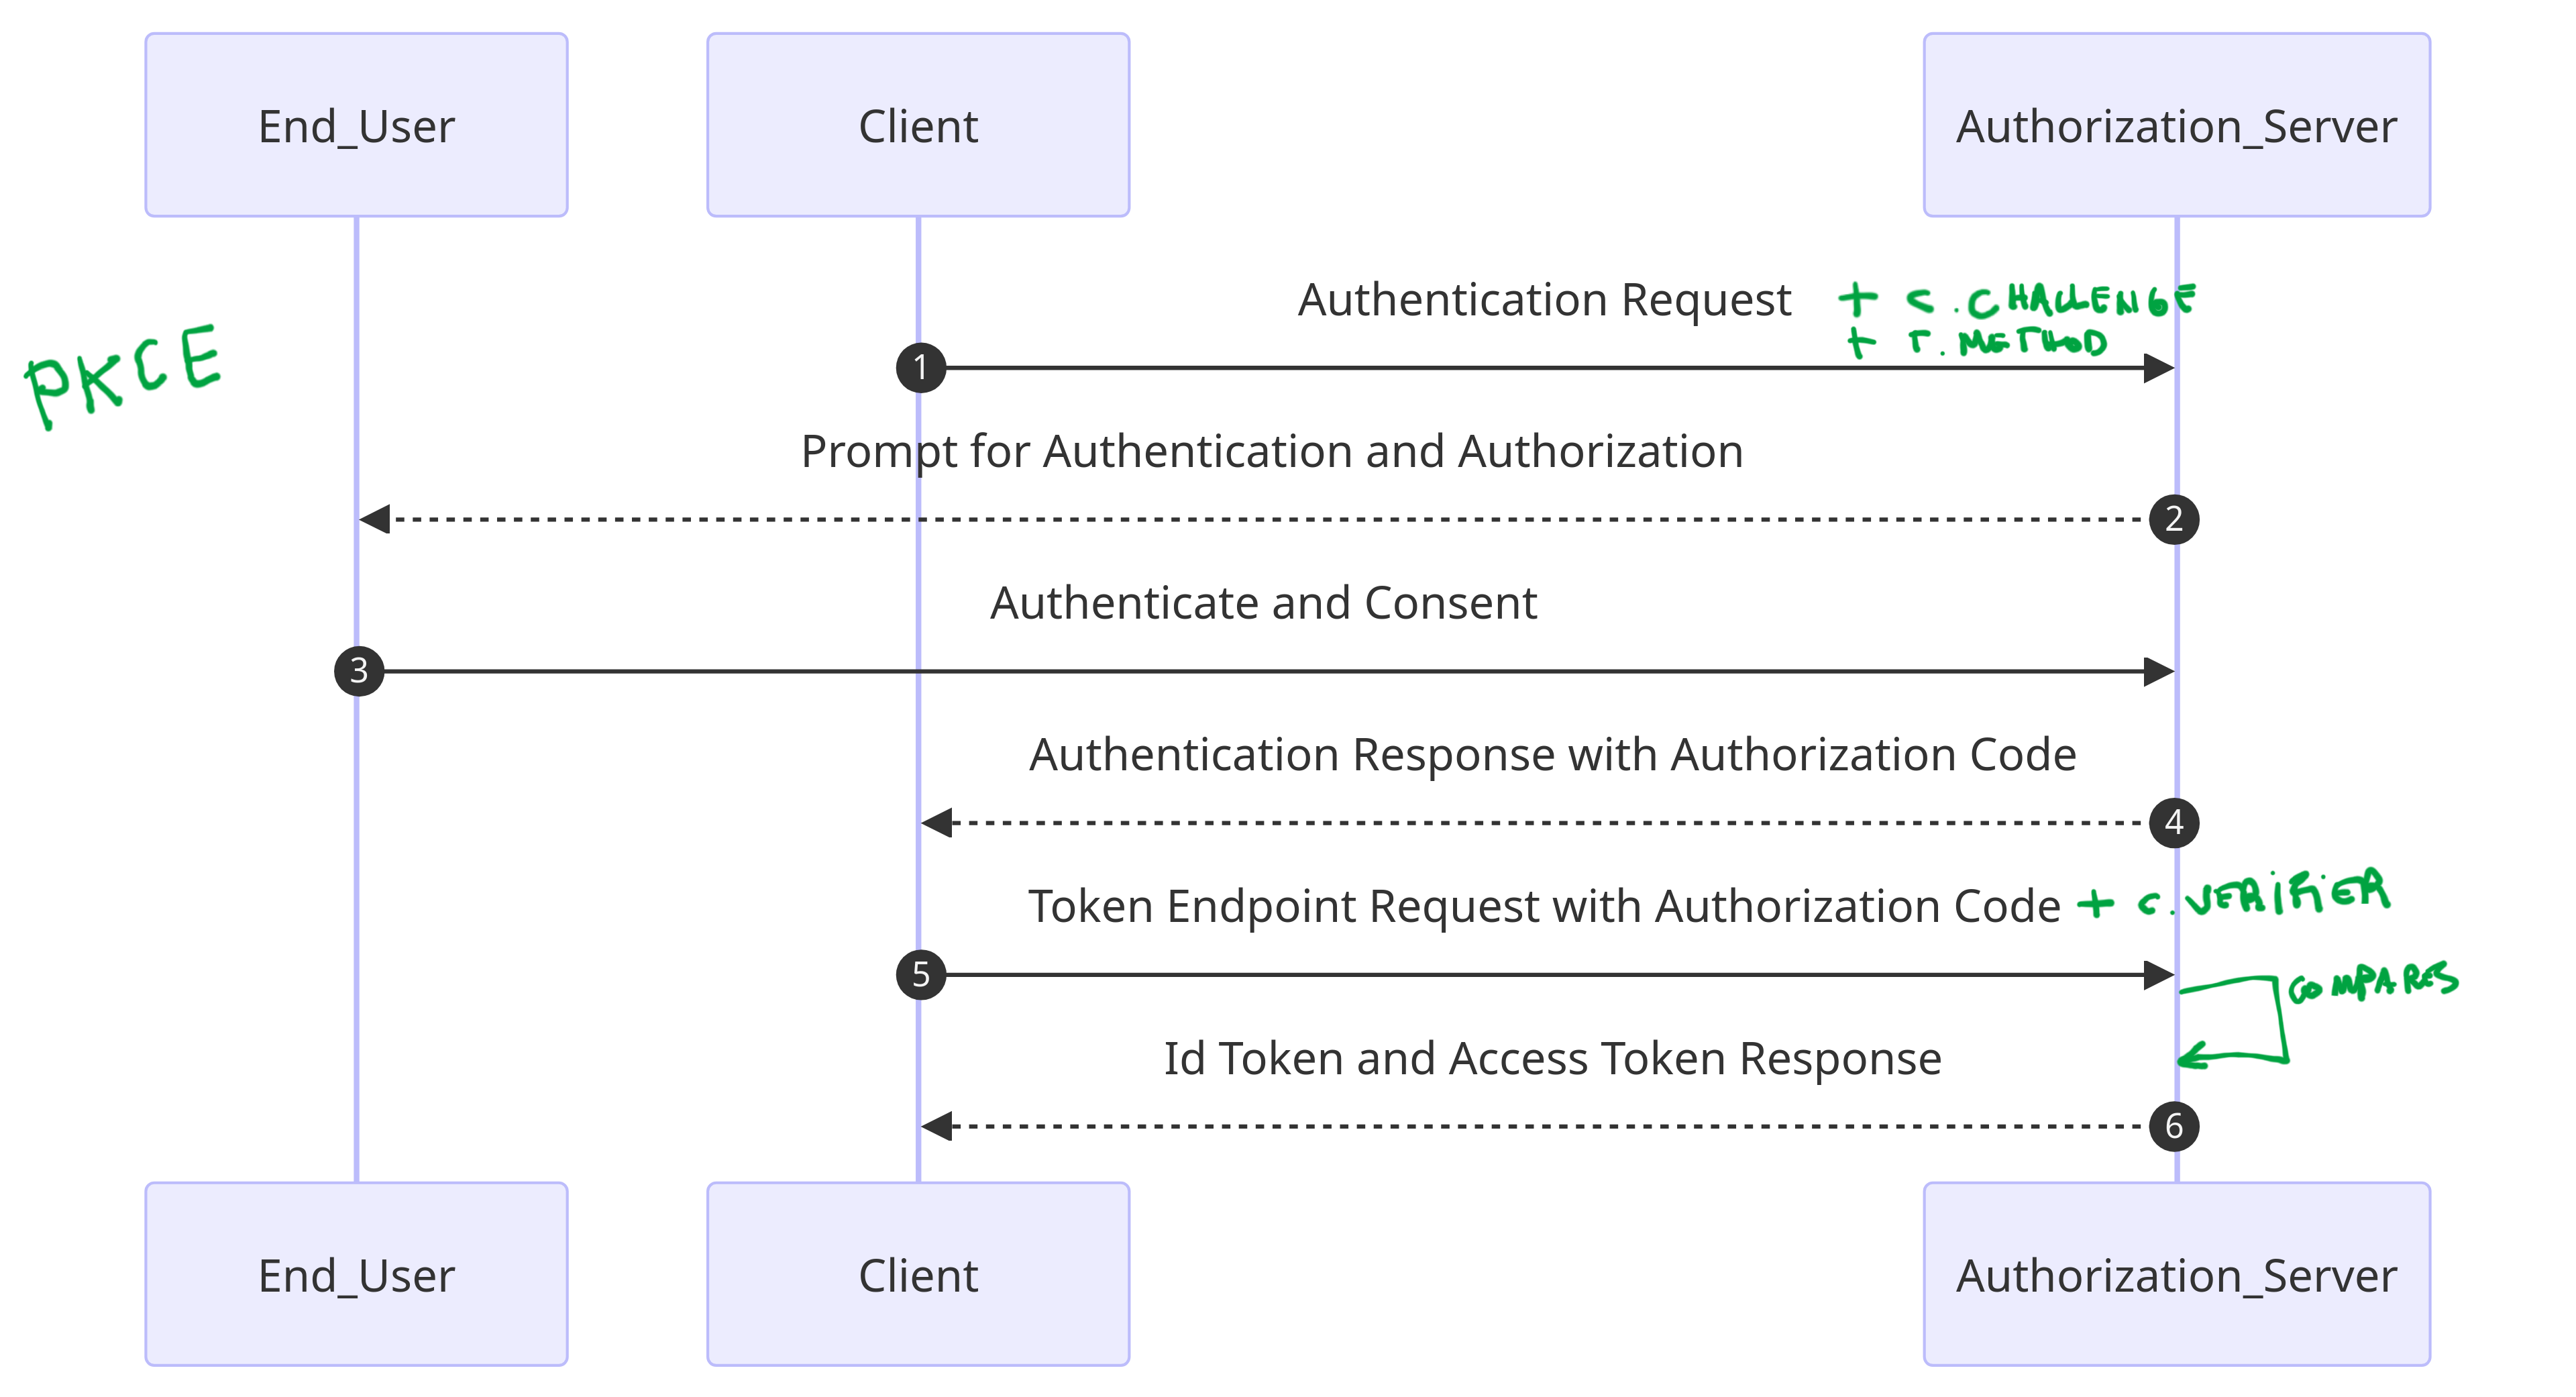 End_User
Client
Authorization_Server
Authentication Request + C.CHALLENGE
+ T.METHOD
1
PKCE
Prompt for Authentication and Authorization
2
Authenticate and Consent
3
Authentication Response with Authorization Code
4
Token Endpoint Request with Authorization Code + C.VERIFIER
5
COMPARES
Id Token and Access Token Response
6
End_User
Client
Authorization_Server